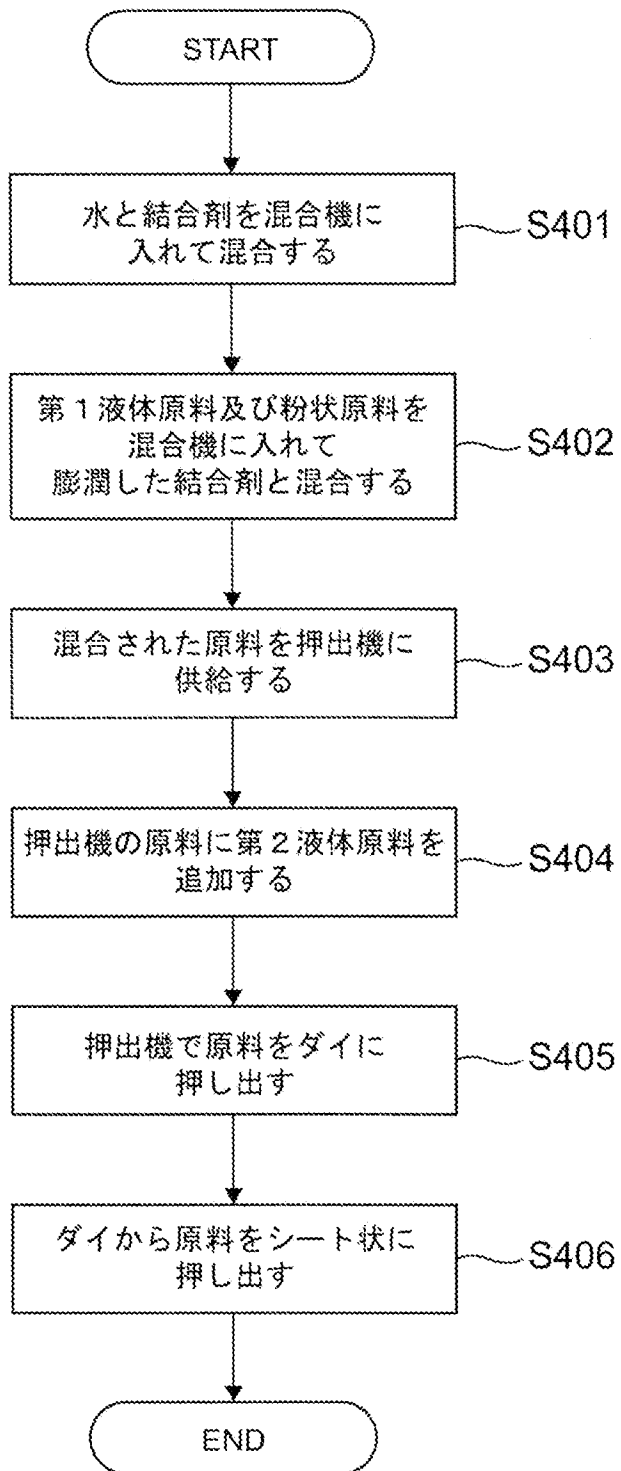 START
水と結合剤を混合機に
入れて混合する
S401
第1液体原料及び粉状原料を
混合機に入れて
膨潤した結合剤と混合する
S402
混合された原料を押出機に
供給する
S403
押出機の原料に第2液体原料を
追加する
S404
押出機で原料をダイに
押し出す
S405
ダイから原料をシート状に
押し出す
S406
END